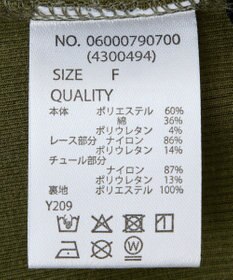 NO. 06000790700
(4300494)
SIZE F
QUALITY
本体 ポリエステル 60%
綿 36%
ポリウレタン 4%
レース部分 ナイロン 86%
ポリウレタン 14%
チュール部分
ナイロン 87%
ポリウレタン 13%
裏地 ポリエステル 100%
Y209